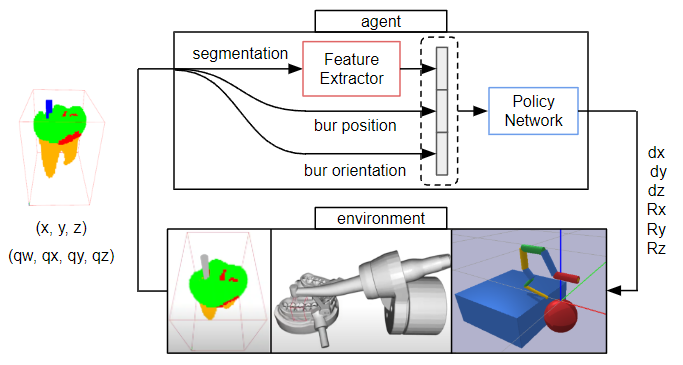 agent
segmentation
Feature
Extractor
bur position
bur orientation
Policy
Network
(x, y, z)
(qw, qx, qy, qz)
dx
dy
dz
Rx
Ry
Rz
environment